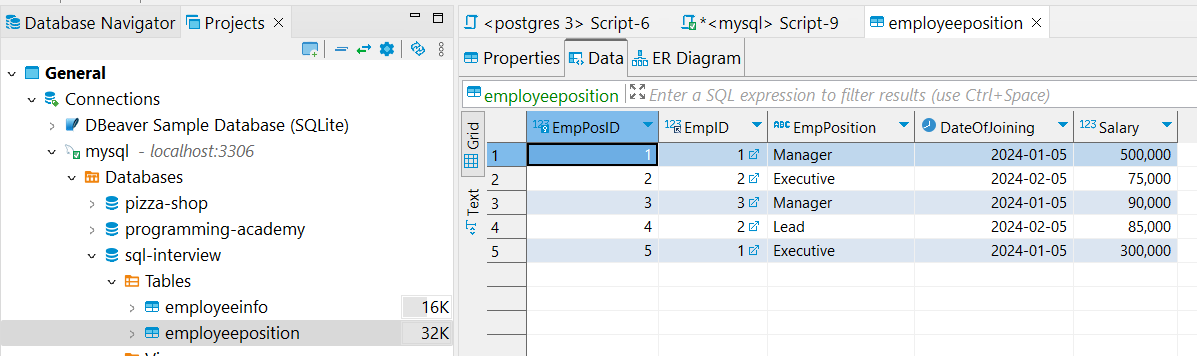 Database Navigator Projects
General
Connections
DBeaver Sample Database (SQLite)
mysql - localhost:3306
Databases
pizza-shop
programming-academy
sql-interview
Tables
employeeinfo 16K
employeeposition 32K
<postgres 3> Script-6 *<mysql> Script-9 employeeposition
Properties Data ER Diagram
employeeposition Enter a SQL expression to filter results (use Ctrl+Space)
Grid
Text
123 EmpPosID 123 EmpID ABC EmpPosition DateOfJoining 123 Salary
1 1 1 Manager 2024-01-05 500,000
2 2 2 Executive 2024-02-05 75,000
3 3 3 Manager 2024-01-05 90,000
4 4 2 Lead 2024-02-05 85,000
5 5 1 Executive 2024-01-05 300,000